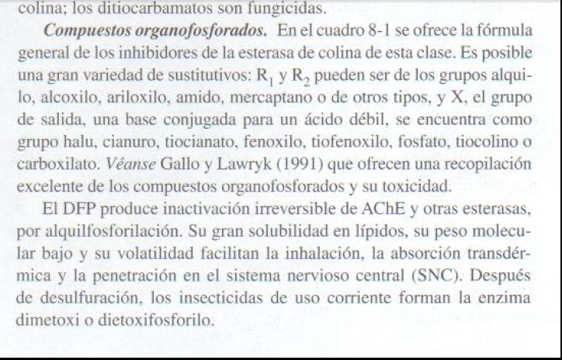 colina; los ditiocarbamatos son fungicidas.
Compuestos organofosforados. En el cuadro 8-1 se ofrece la fórmula
general de los inhibidores de la esterasa de colina de esta clase. Es posible
una gran variedad de sustitutivos: R₁ y R₂ pueden ser de los grupos alqui-
lo, alcoxilo, ariloxilo, amido, mercaptano o de otros tipos, y X, el grupo
de salida, una base conjugada para un ácido débil, se encuentra como
grupo halu, cianuro, tiocianato, fenoxilo, tiofenoxilo, fosfato, tiocolino o
carboxilato. Véanse Gallo y Lawryk (1991) que ofrecen una recopilación
excelente de los compuestos organofosforados y su toxicidad.
El DFP produce inactivación irreversible de AChE y otras esterasas,
por alquilfosforilación. Su gran solubilidad en lípidos, su peso molecu-
lar bajo y su volatilidad facilitan la inhalación, la absorción transdér-
mica y la penetración en el sistema nervioso central (SNC). Después
de desulfuración, los insecticidas de uso corriente forman la enzima
dimetoxi o dietoxifosforilo.